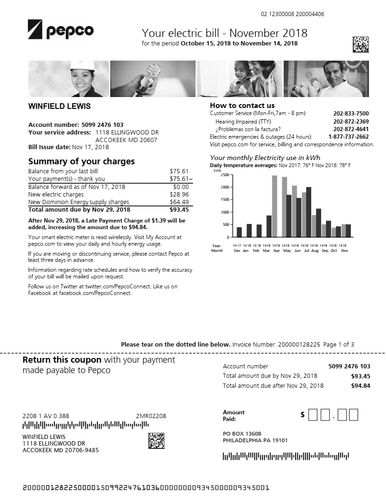 02 12300008 200004406
pepco
Your electric bill - November 2018
for the period October 15, 2018 to November 14, 2018
WINFIELD LEWIS
Account number: 5099 2476 103
Your service address: 1118 ELLINGWOOD DR
ACCOKEEK MD 20607
Bill Issue date: Nov 17, 2018
Summary of your charges
Balance from your last bill $75.61
Your payment(s) - thank you $75.61-
Balance forward as of Nov 17, 2018 $0.00
New electric charges $28.96
New Dominion Energy supply charges $64.49
Total amount due by Nov 29, 2018 $93.45
After Nov 29, 2018, a Late Payment Charge of $1.39 will be
added, increasing the amount due to $94.84.
Your smart electric meter is read wirelessly. Visit My Account at
pepco.com to view your daily and hourly energy usage.
If you are moving or discontinuing service, please contact Pepco at
least three days in advance.
Information regarding rate schedules and how to verify the accuracy
of your bill will be mailed upon request.
Follow us on Twitter at twitter.com/PepcoConnect. Like us on
Facebook at facebook.com/PepcoConnect.
How to contact us
Customer Service (Mon-Fri,7am - 8 pm) 202-833-7500
Hearing Impaired (TTY) 202-872-2369
¿Problemas con la factura? 202-872-4641
Electric emergencies & outages (24 hours) 1-877-737-2662
Visit pepco.com for service, billing and correspondence information.
Your monthly Electricity use in kWh
Daily temperature averages: Nov 2017: 76° F Nov 2018: 78° F
kWh
2500
2000
1500
1000
500
0
Year
Month
Dec Jan Feb Mar Apr May Jun Jul Aug Sep Oct Nov
Please tear on the dotted line below. Invoice Number: 200000128225 Page 1 of 3
Return this coupon with your payment
made payable to Pepco
Account number 5099 2476 103
Total amount due by Nov 29, 2018 $93.45
Total amount due after Nov 29, 2018 $94.84
2208 1 AV 0.388 2MR02208
WINFIELD LEWIS
1118 ELLINGWOOD DR
ACCOKEEK MD 20706-9485
Amount
Paid:
$ .
PO BOX 13608
PHILADELPHIA PA 19101